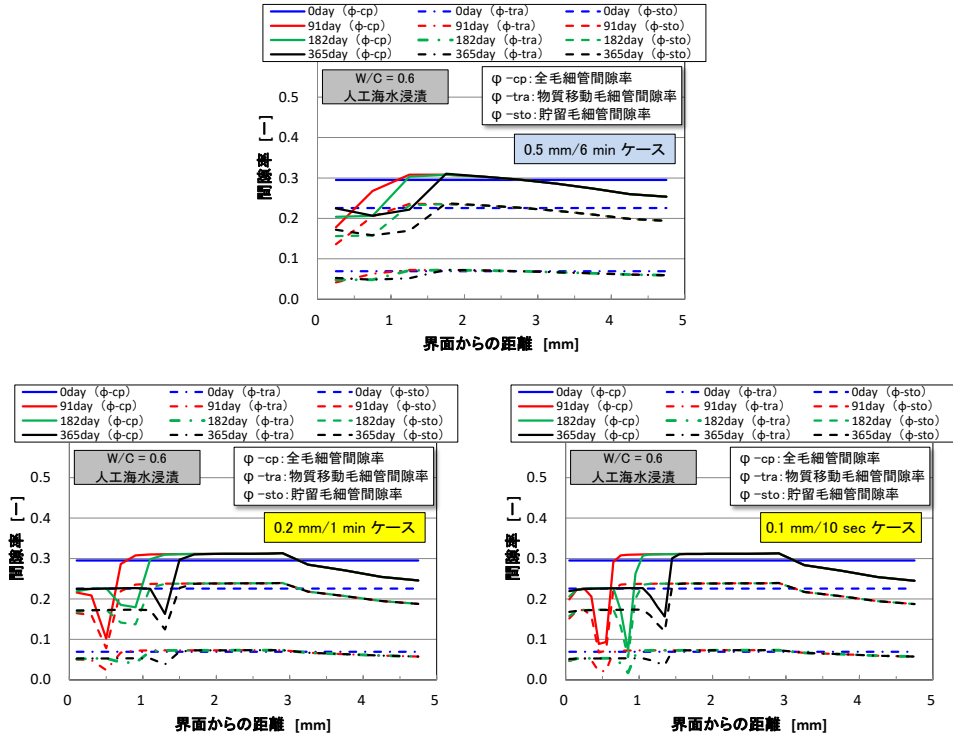 0day (φ-cp) 0day (φ-tra) 0day (φ-sto)
91day (φ-cp) 91day (φ-tra) 91day (φ-sto)
182day (φ-cp) 182day (φ-tra) 182day (φ-sto)
365day (φ-cp) 365day (φ-tra) 365day (φ-sto)
W/C = 0.6
人工海水浸漬
φ-cp:全毛細管間隙率
φ-tra:物質移動毛細管間隙率
φ-sto:貯留毛細管間隙率
0.5 mm/6 min ケース
間隙率 [ー]
0.5
0.4
0.3
0.2
0.1
0.0
0 1 2 3 4 5
界面からの距離 [mm]
0day (φ-cp) 0day (φ-tra) 0day (φ-sto)
91day (φ-cp) 91day (φ-tra) 91day (φ-sto)
182day (φ-cp) 182day (φ-tra) 182day (φ-sto)
365day (φ-cp) 365day (φ-tra) 365day (φ-sto)
W/C = 0.6
人工海水浸漬
φ-cp:全毛細管間隙率
φ-tra:物質移動毛細管間隙率
φ-sto:貯留毛細管間隙率
0.2 mm/1 min ケース
間隙率 [ー]
0.5
0.4
0.3
0.2
0.1
0.0
0 1 2 3 4 5
界面からの距離 [mm]
0day (φ-cp) 0day (φ-tra) 0day (φ-sto)
91day (φ-cp) 91day (φ-tra) 91day (φ-sto)
182day (φ-cp) 182day (φ-tra) 182day (φ-sto)
365day (φ-cp) 365day (φ-tra) 365day (φ-sto)
W/C = 0.6
人工海水浸漬
φ-cp:全毛細管間隙率
φ-tra:物質移動毛細管間隙率
φ-sto:貯留毛細管間隙率
0.1 mm/10 sec ケース
間隙率 [ー]
0.5
0.4
0.3
0.2
0.1
0.0
0 1 2 3 4 5
界面からの距離 [mm]